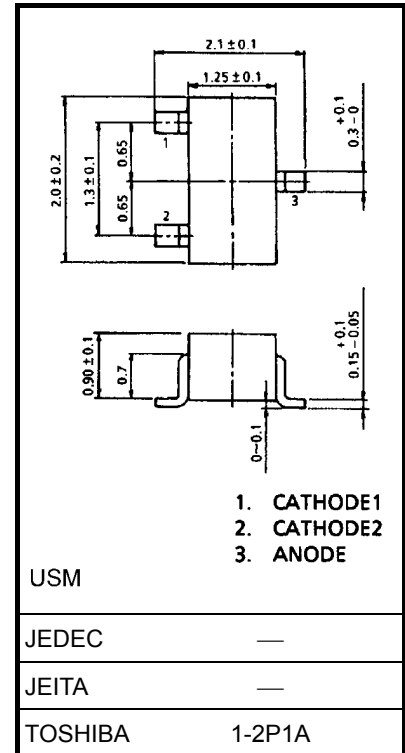 2.1±0.1
1.25±0.1
+0.1
0.3-0
2.0±0.2
1.3±0.1
0.65
0.65
1
2
3
0.90±0.1
0.7
+0.1
0.15-0.05
0~0.1
1. CATHODE1
2. CATHODE2
3. ANODE
USM
JEDEC —
JEITA —
TOSHIBA 1-2P1A